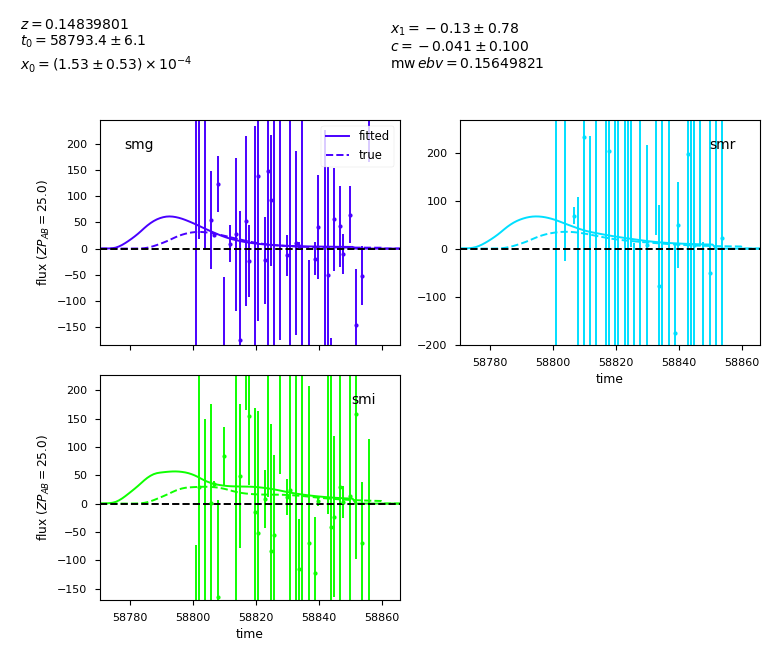 z = 0.14839801
t₀ = 58793.4 ± 6.1
x₀ = (1.53 ± 0.53) × 10⁻⁴
x₁ = −0.13 ± 0.78
c = −0.041 ± 0.100
mw ebv = 0.15649821
smg
fitted
true
200
150
100
50
0
−50
−100
−150
flux (ZP_AB = 25.0)
smr
200
100
0
−100
−200
58780 58800 58820 58840 58860
time
smi
200
150
100
50
0
−50
−100
−150
flux (ZP_AB = 25.0)
58780 58800 58820 58840 58860
time